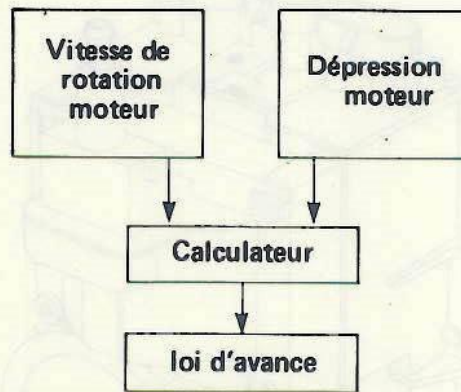 Vitesse de
rotation
moteur
Dépression
moteur
Calculateur
loi d'avance